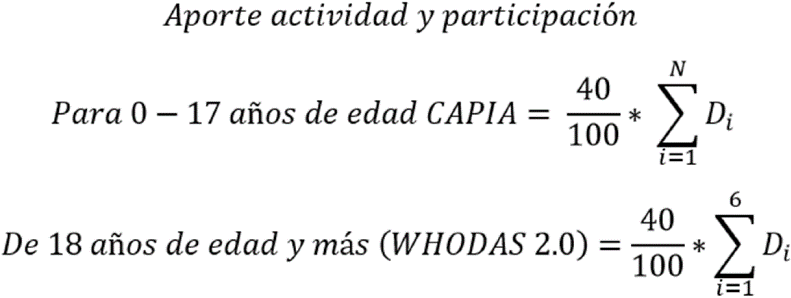 Aporte actividad y participación
Para 0 − 17 años de edad CAPIA = 40/100 * ∑_{i=1}^{N} D_i
De 18 años de edad y más (WHODAS 2.0) = 40/100 * ∑_{i=1}^{6} D_i